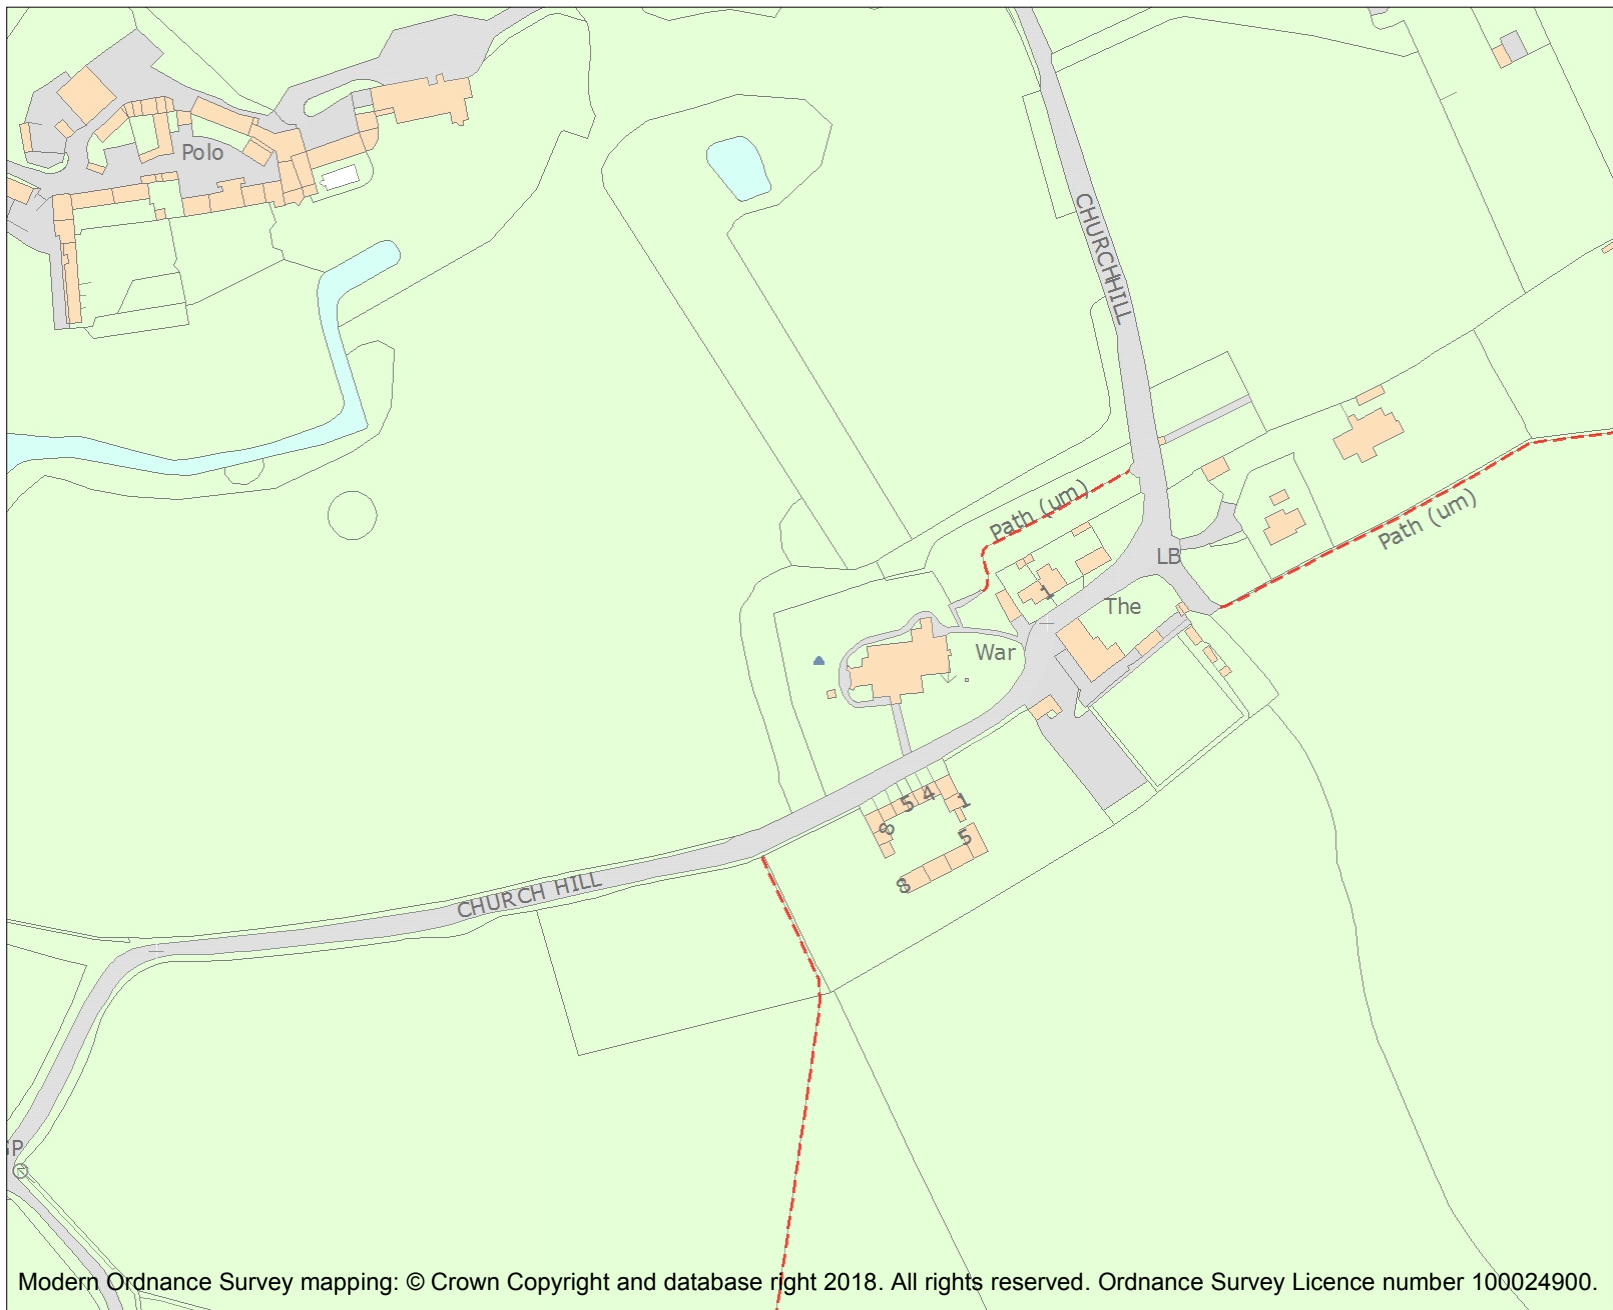 Polo
CHURCHHILL
Path (um)
Path (um)
LB
1
The
War
5 4 1
8
5
8
CHURCH HILL
Modern Ordnance Survey mapping: © Crown Copyright and database right 2018. All rights reserved. Ordnance Survey Licence number 100024900.